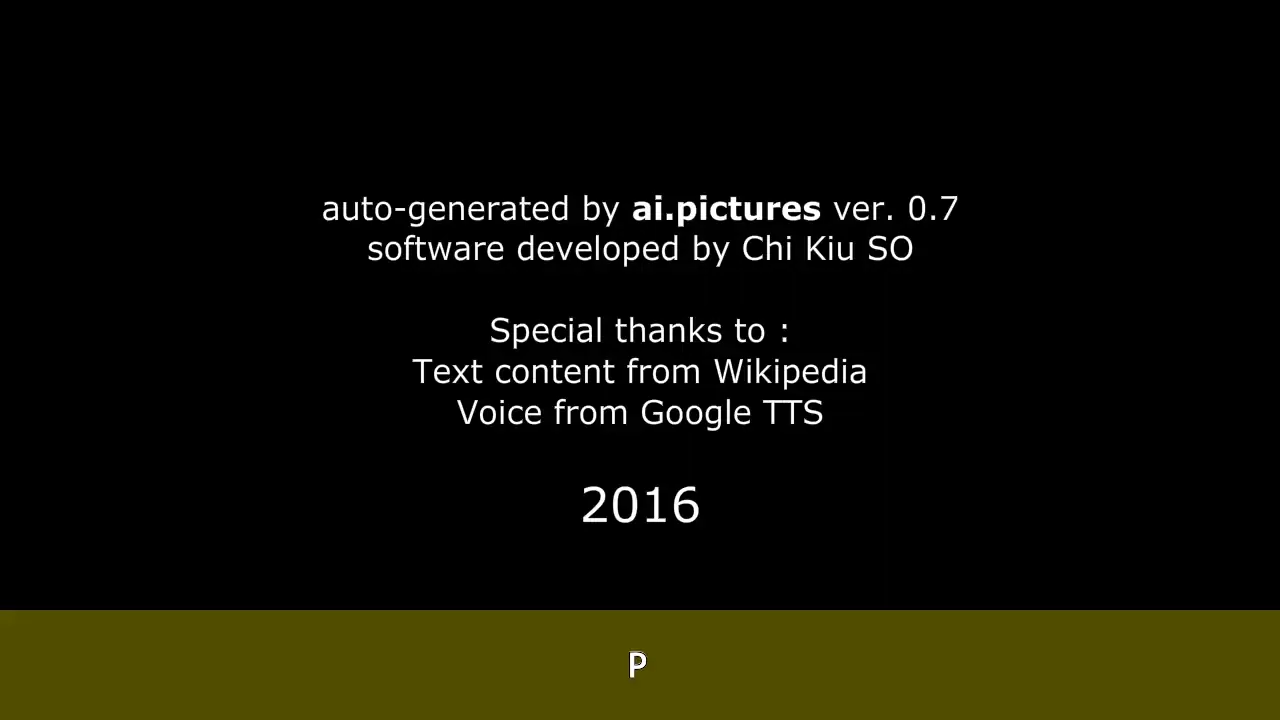 auto-generated by ai.pictures ver. 0.7
software developed by Chi Kiu SO
Special thanks to :
Text content from Wikipedia
Voice from Google TTS
2016
P